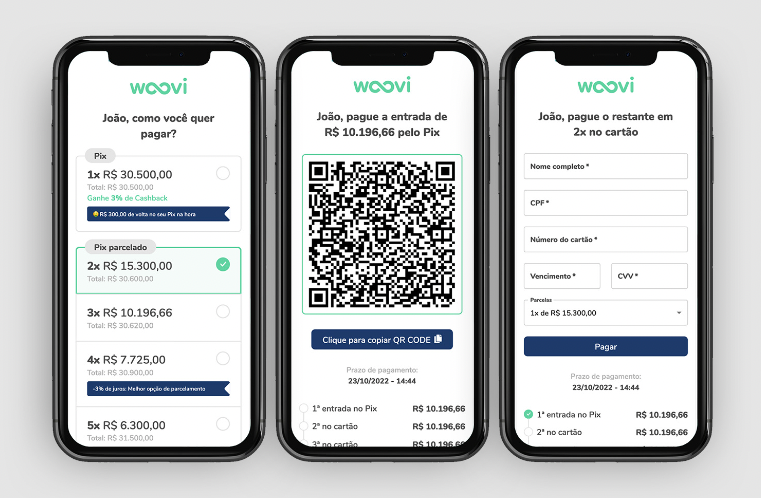 woovi
João, como você quer
pagar?
Pix
1x R$ 30.500,00
Total: R$ 30.500,00
Ganhe 3% de Cashback
🤑 R$ 300,00 de volta no seu Pix na hora
Pix parcelado
2x R$ 15.300,00
Total: R$ 30.600,00
3x R$ 10.196,66
Total: R$ 30.620,00
4x R$ 7.725,00
Total: R$ 30.900,00
-3% de juros: Melhor opção de parcelamento
5x R$ 6.300,00
Total: R$ 31.500,00
woovi
João, pague a entrada de
R$ 10.196,66 pelo Pix
Clique para copiar QR CODE
Prazo de pagamento:
23/10/2022 - 14:44
1ª entrada no Pix R$ 10.196,66
2ª no cartão R$ 10.196,66
3ª no cartão R$ 10.196,66
woovi
João, pague o restante em
2x no cartão
Nome completo *
CPF *
Número do cartão *
Vencimento * CVV *
Parcelas
1x de R$ 15.300,00
Pagar
Prazo de pagamento:
23/10/2022 - 14:44
1ª entrada no Pix R$ 10.196,66
2ª no cartão R$ 10.196,66